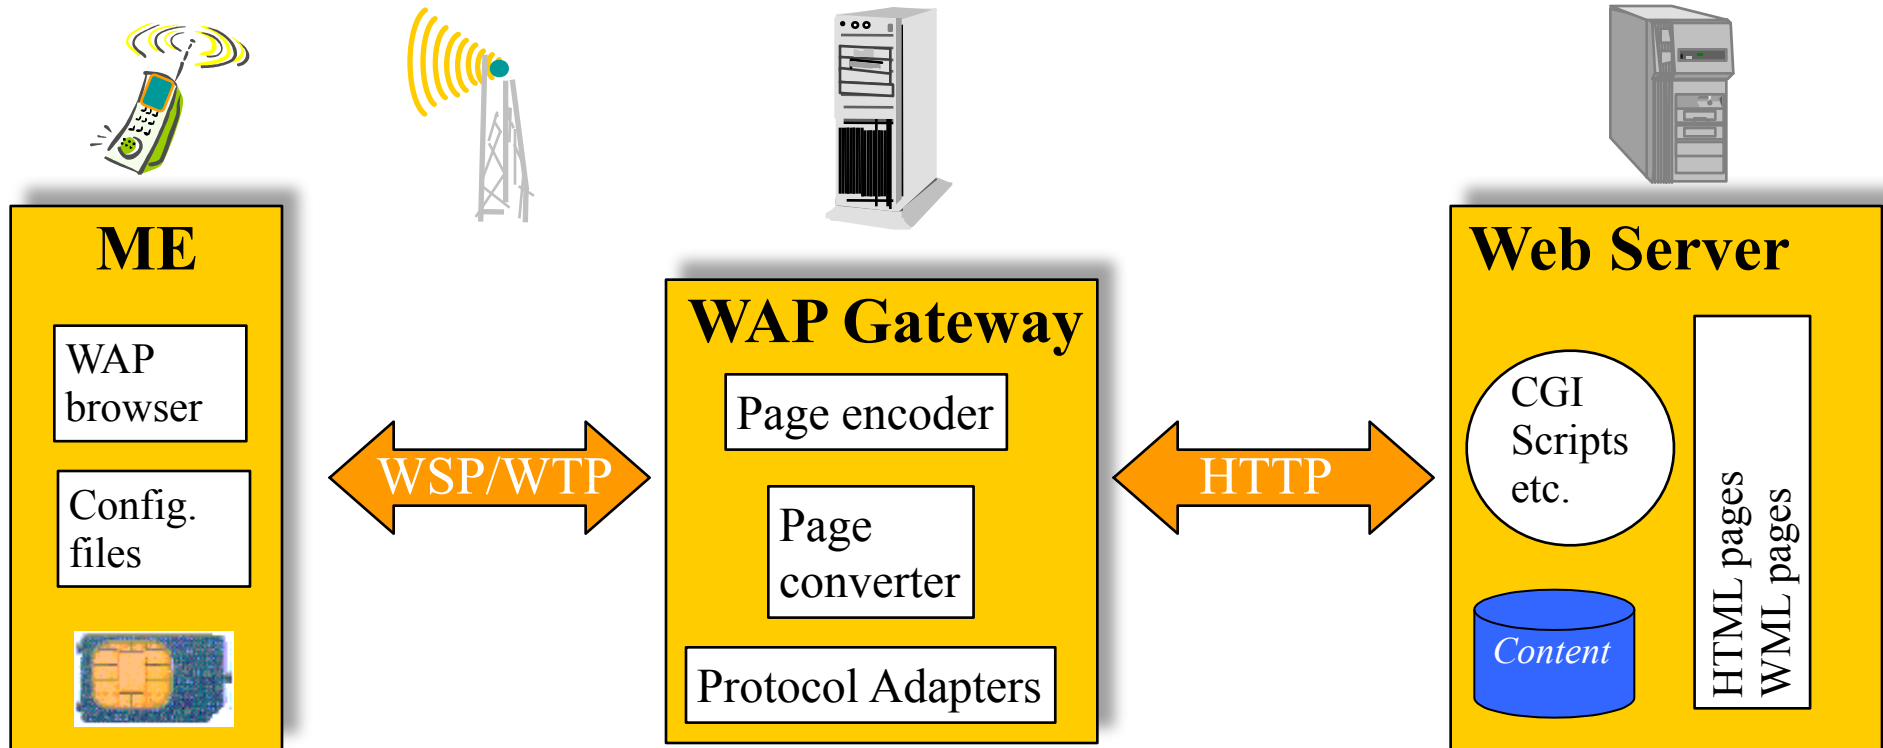 ME
WAP
browser
Config.
files
WSP/WTP
WAP Gateway
Page encoder
Page
converter
Protocol Adapters
HTTP
Web Server
CGI
Scripts
etc.
Content
HTML pages
WML pages